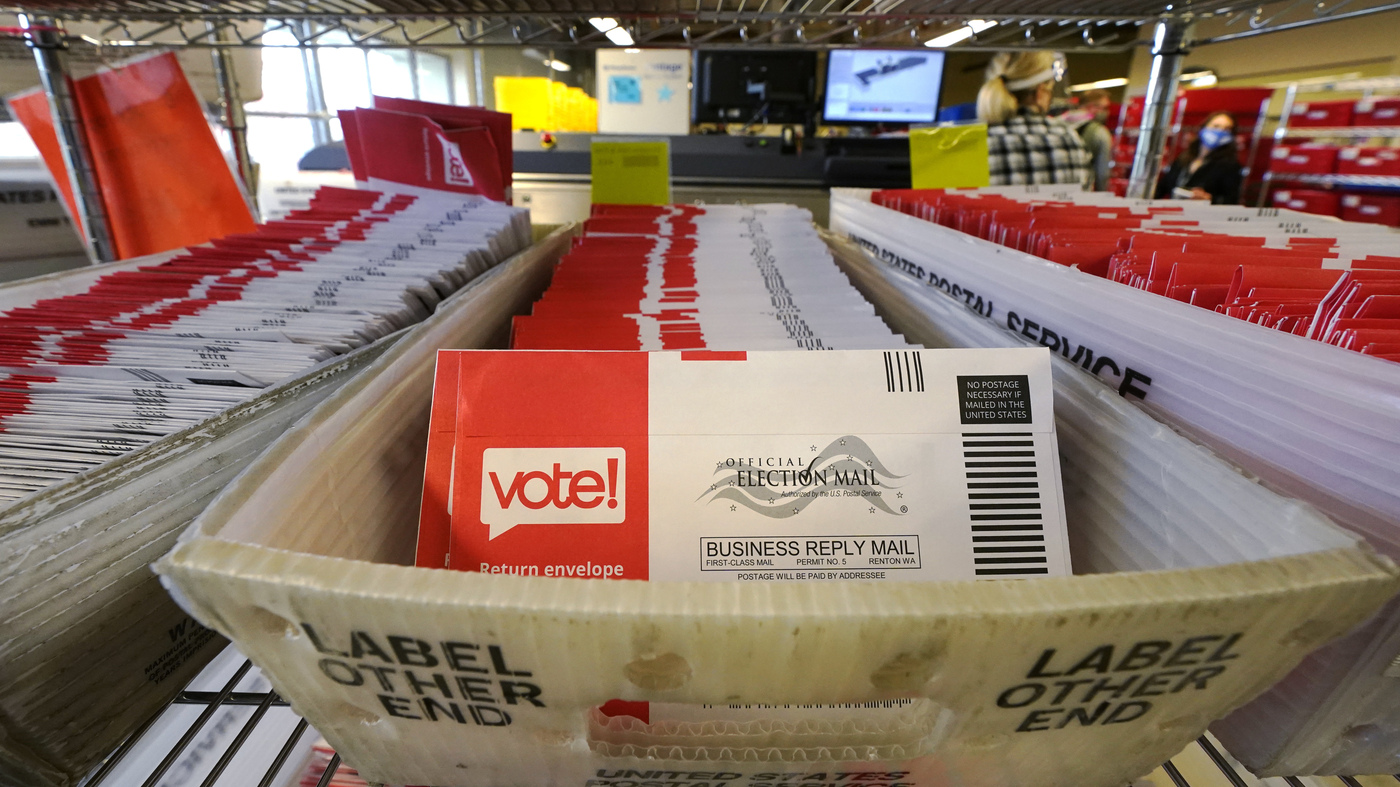 vote!
Return envelope
OFFICIAL
ELECTION MAIL
Authorized by the U.S. Postal Service
®
NO POSTAGE
NECESSARY IF
MAILED IN THE
UNITED STATES
BUSINESS REPLY MAIL
FIRST-CLASS MAIL PERMIT NO. 5 RENTON WA
POSTAGE WILL BE PAID BY ADDRESSEE
UNITED STATES POSTAL SERVICE
LABEL
OTHER
END
LABEL
OTHER
END
UNITED STATES
POSTAL SERVICE